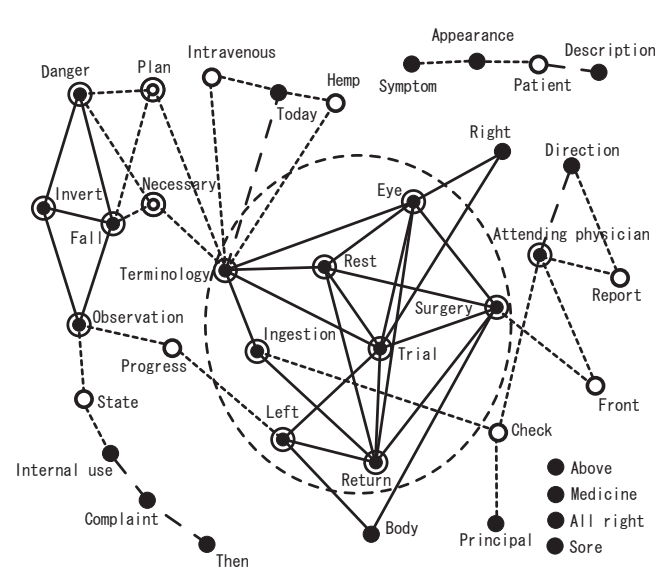 Appearance
Intravenous
Description
Danger
Plan
Hemp
Symptom
Patient
Today
Right
Direction
Necessary
Invert
Eye
Fall
Attending physician
Terminology
Rest
Report
Surgery
Observation
Ingestion
Trial
Progress
State
Left
Front
Check
Internal use
Above
Return
Medicine
Complaint
All right
Body
Principal
Sore
Then